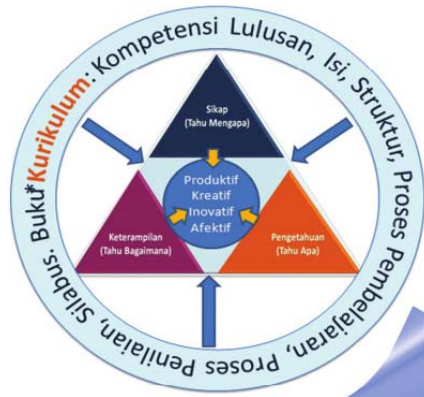 Kurikulum: Kompetensi Lulusan, Isi, Struktur, Proses Pembelajaran, Proses Penilaian, Silabus. Buku*
Sikap
(Tahu Mengapa)
Produktif
Kreatif
Inovatif
Afektif
Keterampilan
(Tahu Bagaimana)
Pengetahuan
(Tahu Apa)